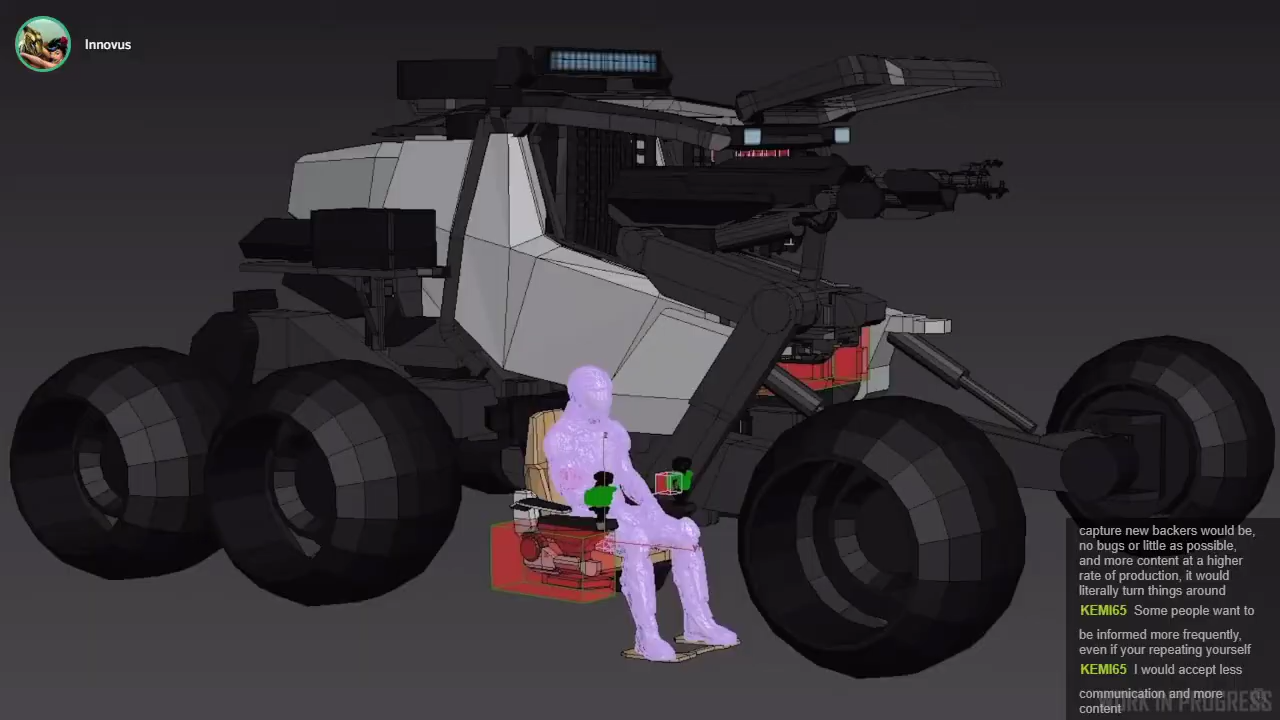 Innovus
capture new backers would be,
no bugs or little as possible,
and more content at a higher
rate of production, it would
literally turn things around
KEMI65 Some people want to
be informed more frequently,
even if your repeating yourself
KEMI65 I would accept less
communication and more
content
WORK IN PROGRESS